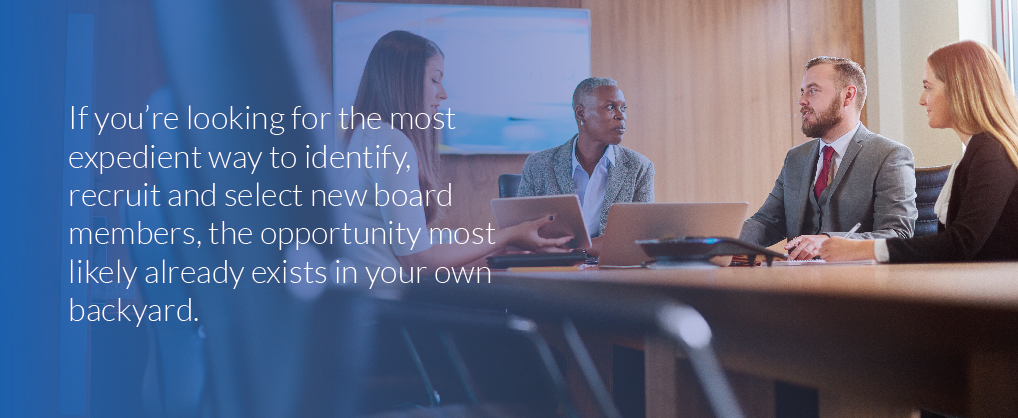 If you’re looking for the most
expedient way to identify,
recruit and select new board
members, the opportunity most
likely already exists in your own
backyard.